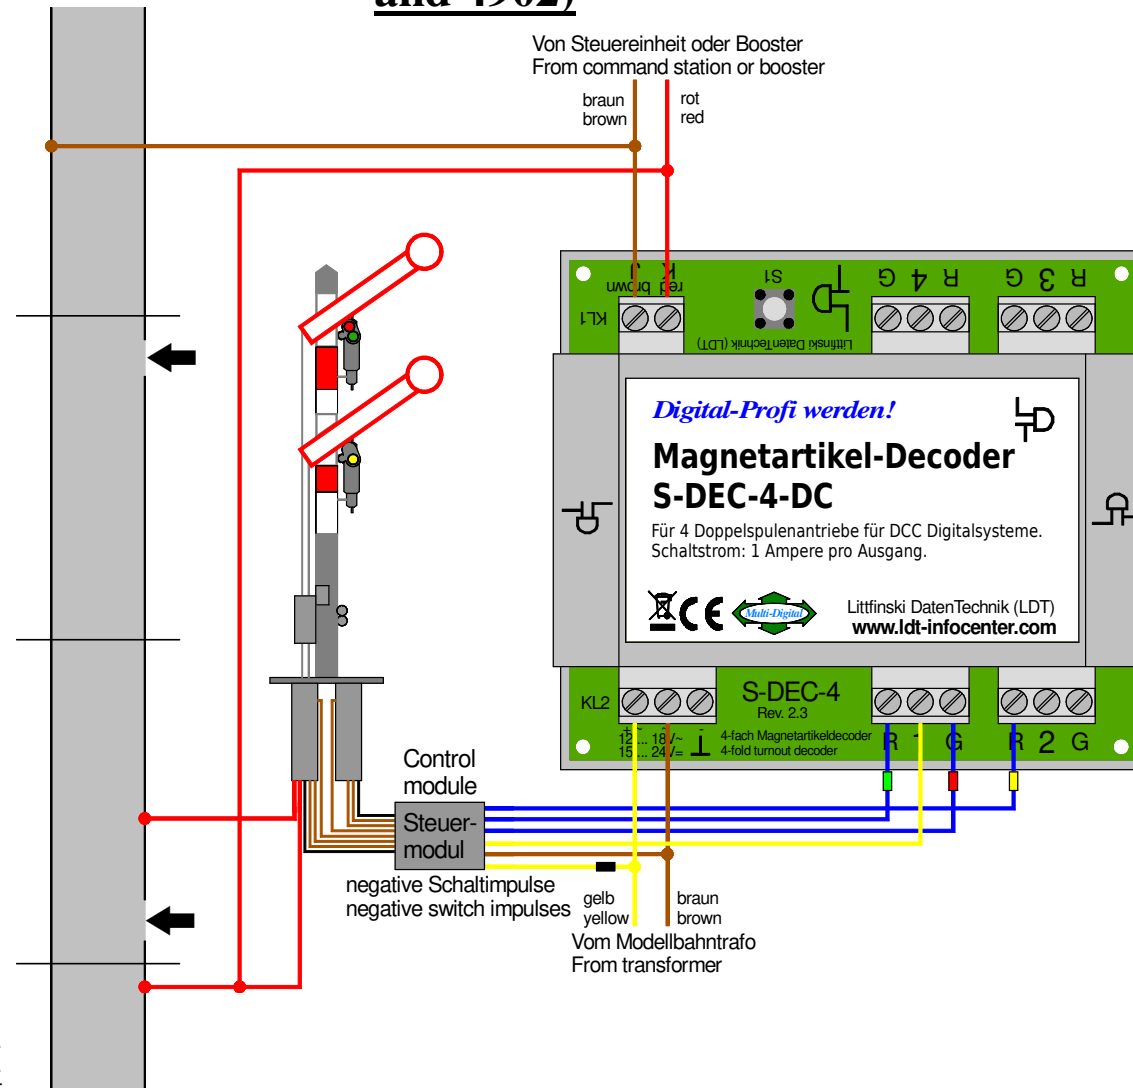 and 4902)
Von Steuereinheit oder Booster
From command station or booster
braun
brown
rot
red
J
K
brown
red
KL1
S1
Littfinski DatenTechnik (LDT)
G 4 R
G 3 R
Digital-Profi werden!
Magnetartikel-Decoder
S-DEC-4-DC
Für 4 Doppelspulenantriebe für DCC Digitalsysteme.
Schaltstrom: 1 Ampere pro Ausgang.
CE
Multi-Digital
Littfinski DatenTechnik (LDT)
www.ldt-infocenter.com
KL2
S-DEC-4
Rev. 2.3
12... 18V~
15... 24V=
4-fach Magnetartikeldecoder
4-fold turnout decoder
R 1 G
R 2 G
Control
module
Steuer-
modul
negative Schaltimpulse
negative switch impulses
gelb
yellow
braun
brown
Vom Modellbahntrafo
From transformer